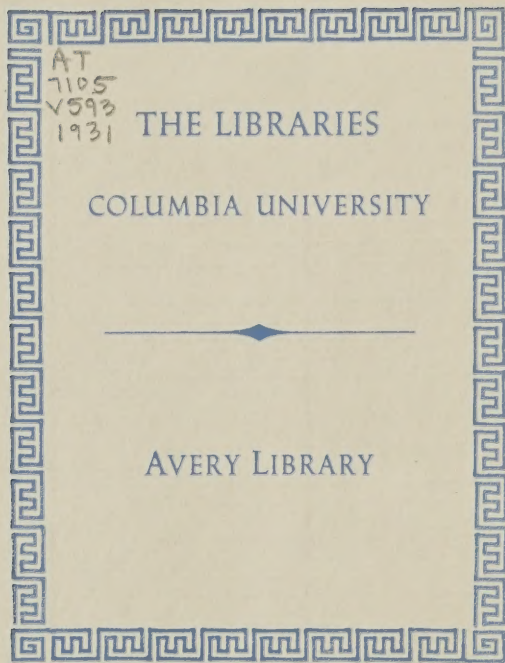 AT
7105
V593
1931
THE LIBRARIES
COLUMBIA UNIVERSITY
AVERY LIBRARY